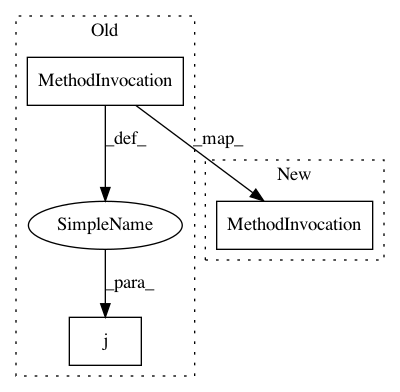 Old
MethodInvocation
_def_
_map_
New
SimpleName
MethodInvocation
_para_
j